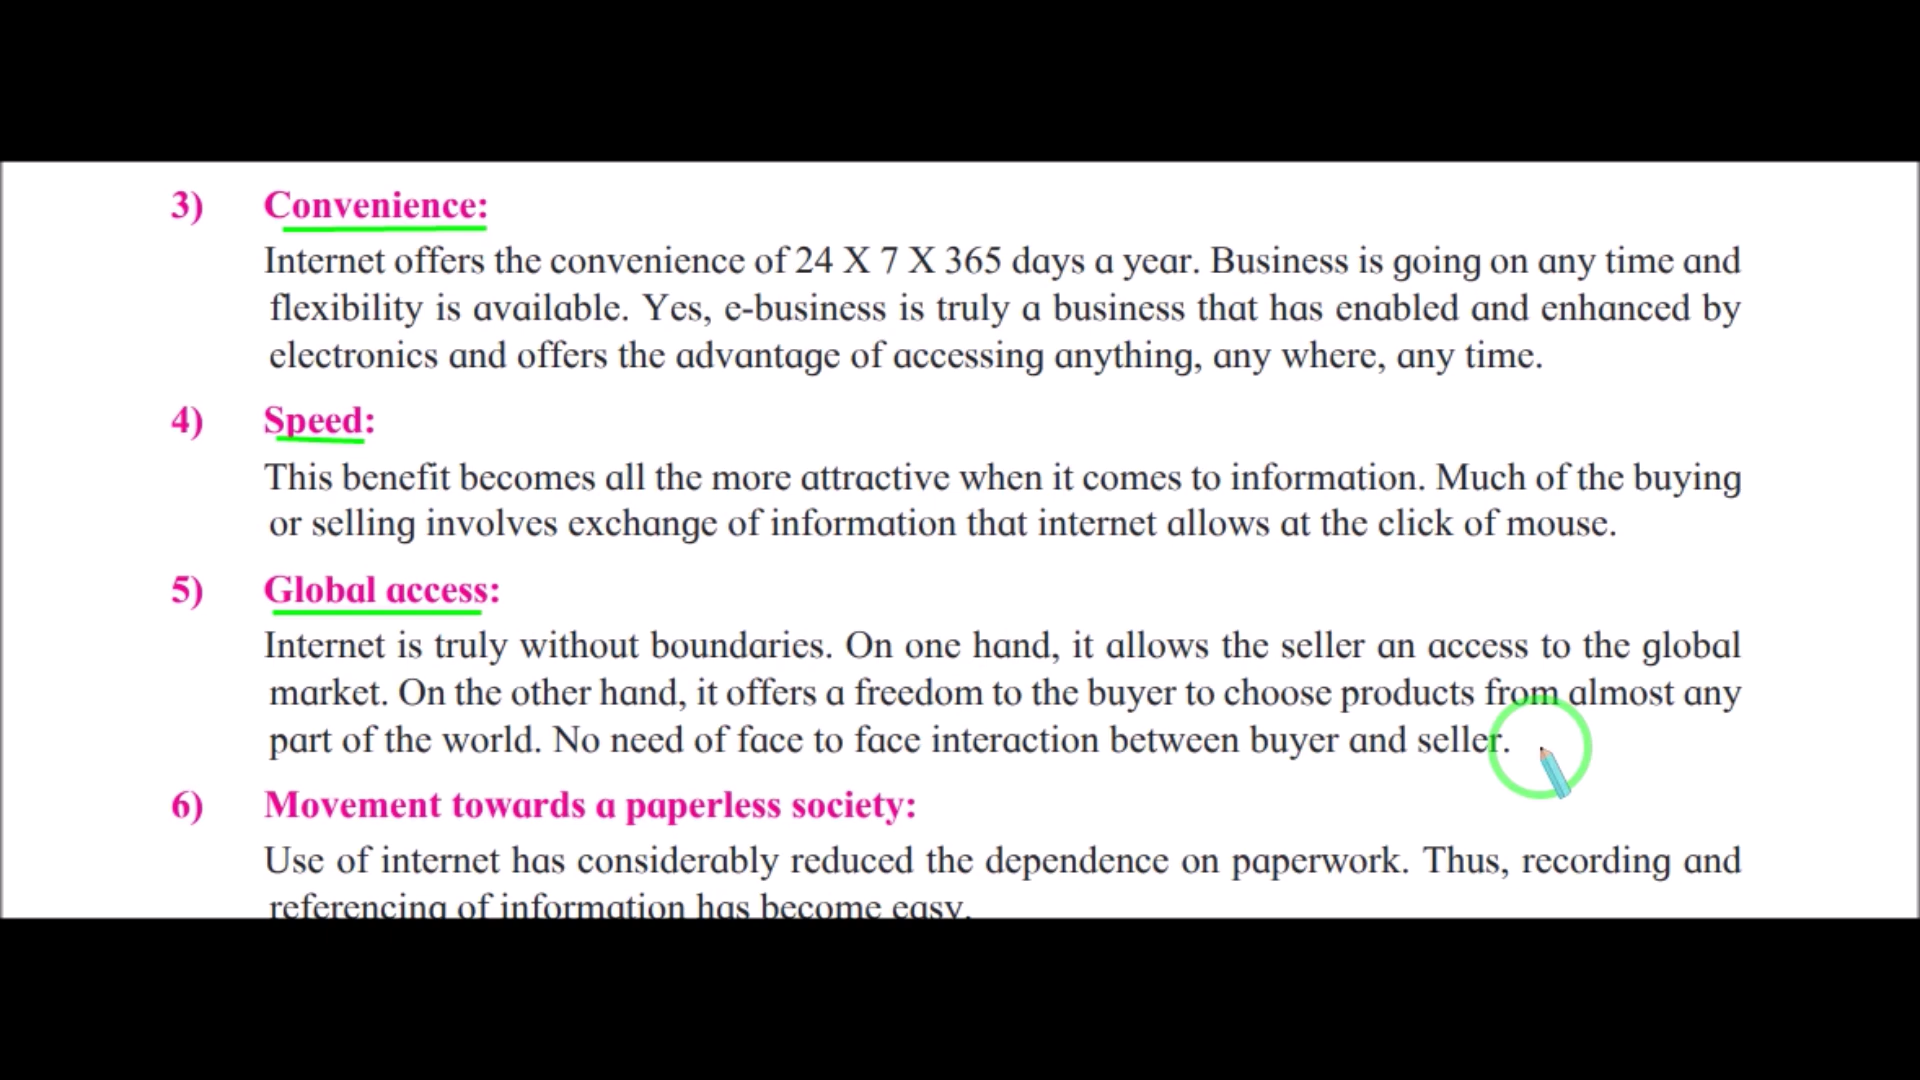 3) Convenience:
Internet offers the convenience of 24 X 7 X 365 days a year. Business is going on any time and
flexibility is available. Yes, e-business is truly a business that has enabled and enhanced by
electronics and offers the advantage of accessing anything, any where, any time.
4) Speed:
This benefit becomes all the more attractive when it comes to information. Much of the buying
or selling involves exchange of information that internet allows at the click of mouse.
5) Global access:
Internet is truly without boundaries. On one hand, it allows the seller an access to the global
market. On the other hand, it offers a freedom to the buyer to choose products from almost any
part of the world. No need of face to face interaction between buyer and seller.
6) Movement towards a paperless society:
Use of internet has considerably reduced the dependence on paperwork. Thus, recording and
referencing of information has become easy.